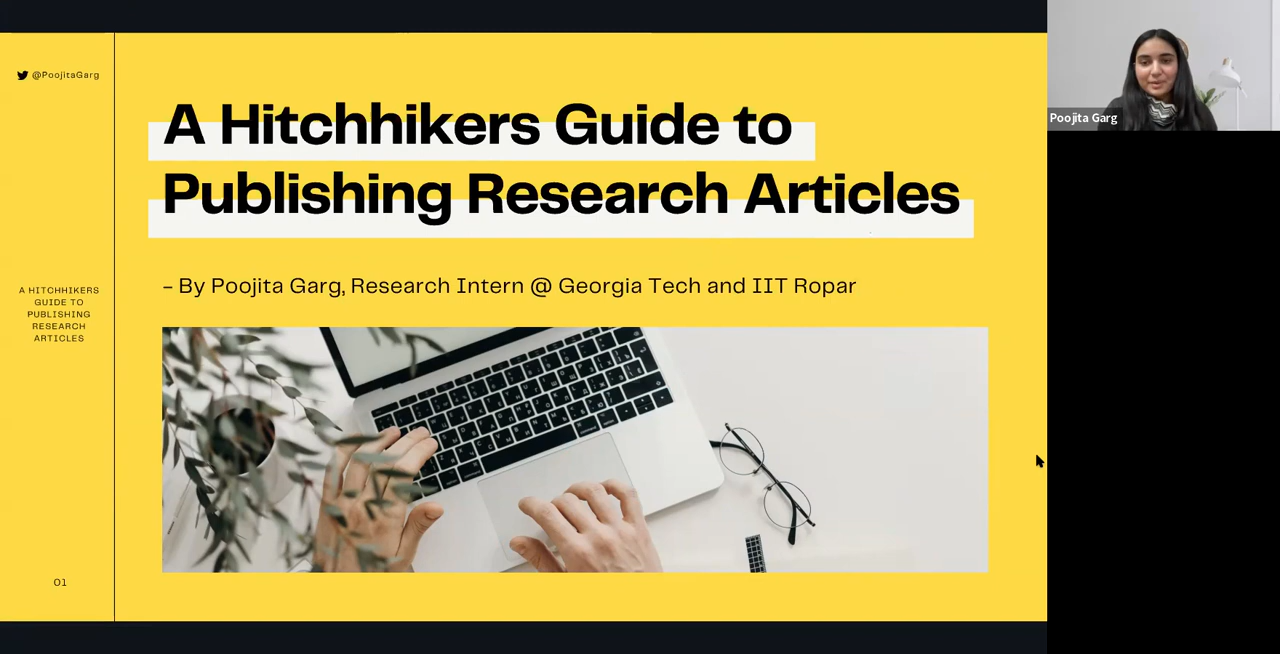 @PoojitaGarg
A Hitchhikers Guide to
Publishing Research Articles
– By Poojita Garg, Research Intern @ Georgia Tech and IIT Ropar
A HITCHHIKERS
GUIDE TO
PUBLISHING
RESEARCH
ARTICLES
01
Poojita Garg